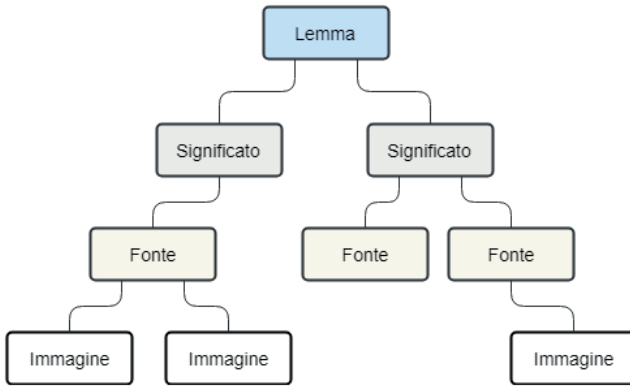 Lemma
Significato
Significato
Fonte
Fonte
Fonte
Immagine
Immagine
Immagine